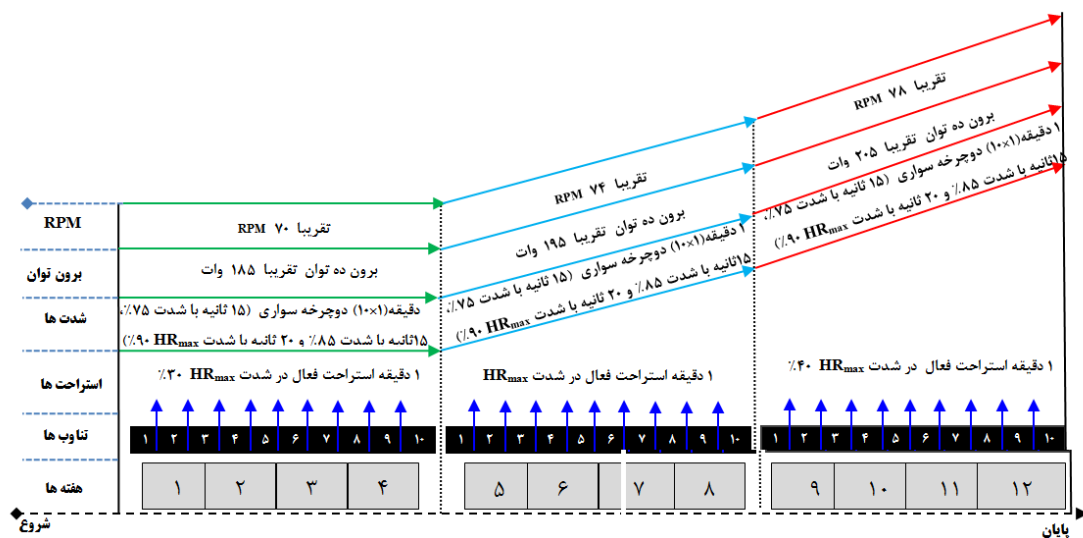 تقریبا ۷۸ RPM
برون ده توان تقریبا ۲۰۵ وات
۱ دقیقه(۱×۱۰) دوچرخه سواری (۱۵ ثانیه با شدت ۷۵٪،
۱۵ثانیه با شدت ۸۵٪ و ۲۰ ثانیه با شدت HRmax ۹۰٪)
تقریبا ۷۴ RPM
برون ده توان تقریبا ۱۹۵ وات
۱ دقیقه(۱×۱۰) دوچرخه سواری (۱۵ ثانیه با شدت ۷۵٪،
۱۵ثانیه با شدت ۸۵٪ و ۲۰ ثانیه با شدت HRmax ۹۰٪)
RPM
تقریبا ۷۰ RPM
برون توان
برون ده توان تقریبا ۱۸۵ وات
شدت ها
دقیقه(۱×۱۰) دوچرخه سواری (۱۵ ثانیه با شدت ۷۵٪،
۱۵ثانیه با شدت ۸۵٪ و ۲۰ ثانیه با شدت HRmax ۹۰٪)
استراحت ها
۱ دقیقه استراحت فعال در شدت HRmax ۳۰٪
۱ دقیقه استراحت فعال در شدت HRmax
۱ دقیقه استراحت فعال در شدت HRmax ۴۰٪
تناوب ها
۱ ۲ ۳ ۴ ۵ ۶ ۷ ۸ ۹ ۱۰
۱ ۲ ۳ ۴ ۵ ۶ ۷ ۸ ۹ ۱۰
۱ ۲ ۳ ۴ ۵ ۶ ۷ ۸ ۹ ۱۰
هفته ها
۱ ۲ ۳ ۴
۵ ۶ ۷ ۸
۹ ۱۰ ۱۱ ۱۲
شروع
پایان